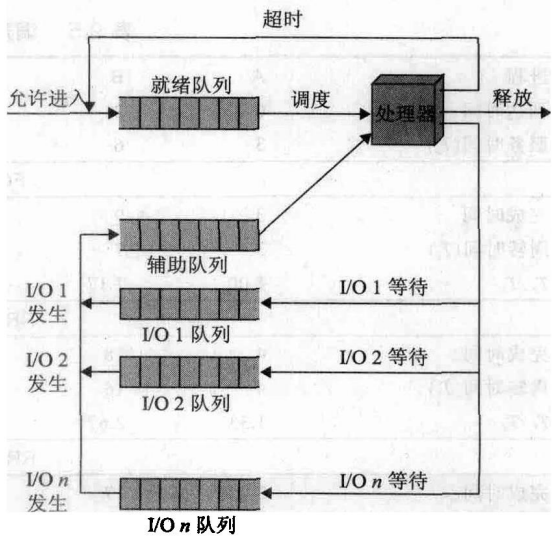 超时
允许进入
就绪队列
调度
处理器
释放
辅助队列
I/O 1
发生
I/O 1 等待
I/O 1 队列
I/O 2
发生
I/O 2 等待
I/O 2 队列
I/O n
发生
I/O n 等待
I/O n 队列